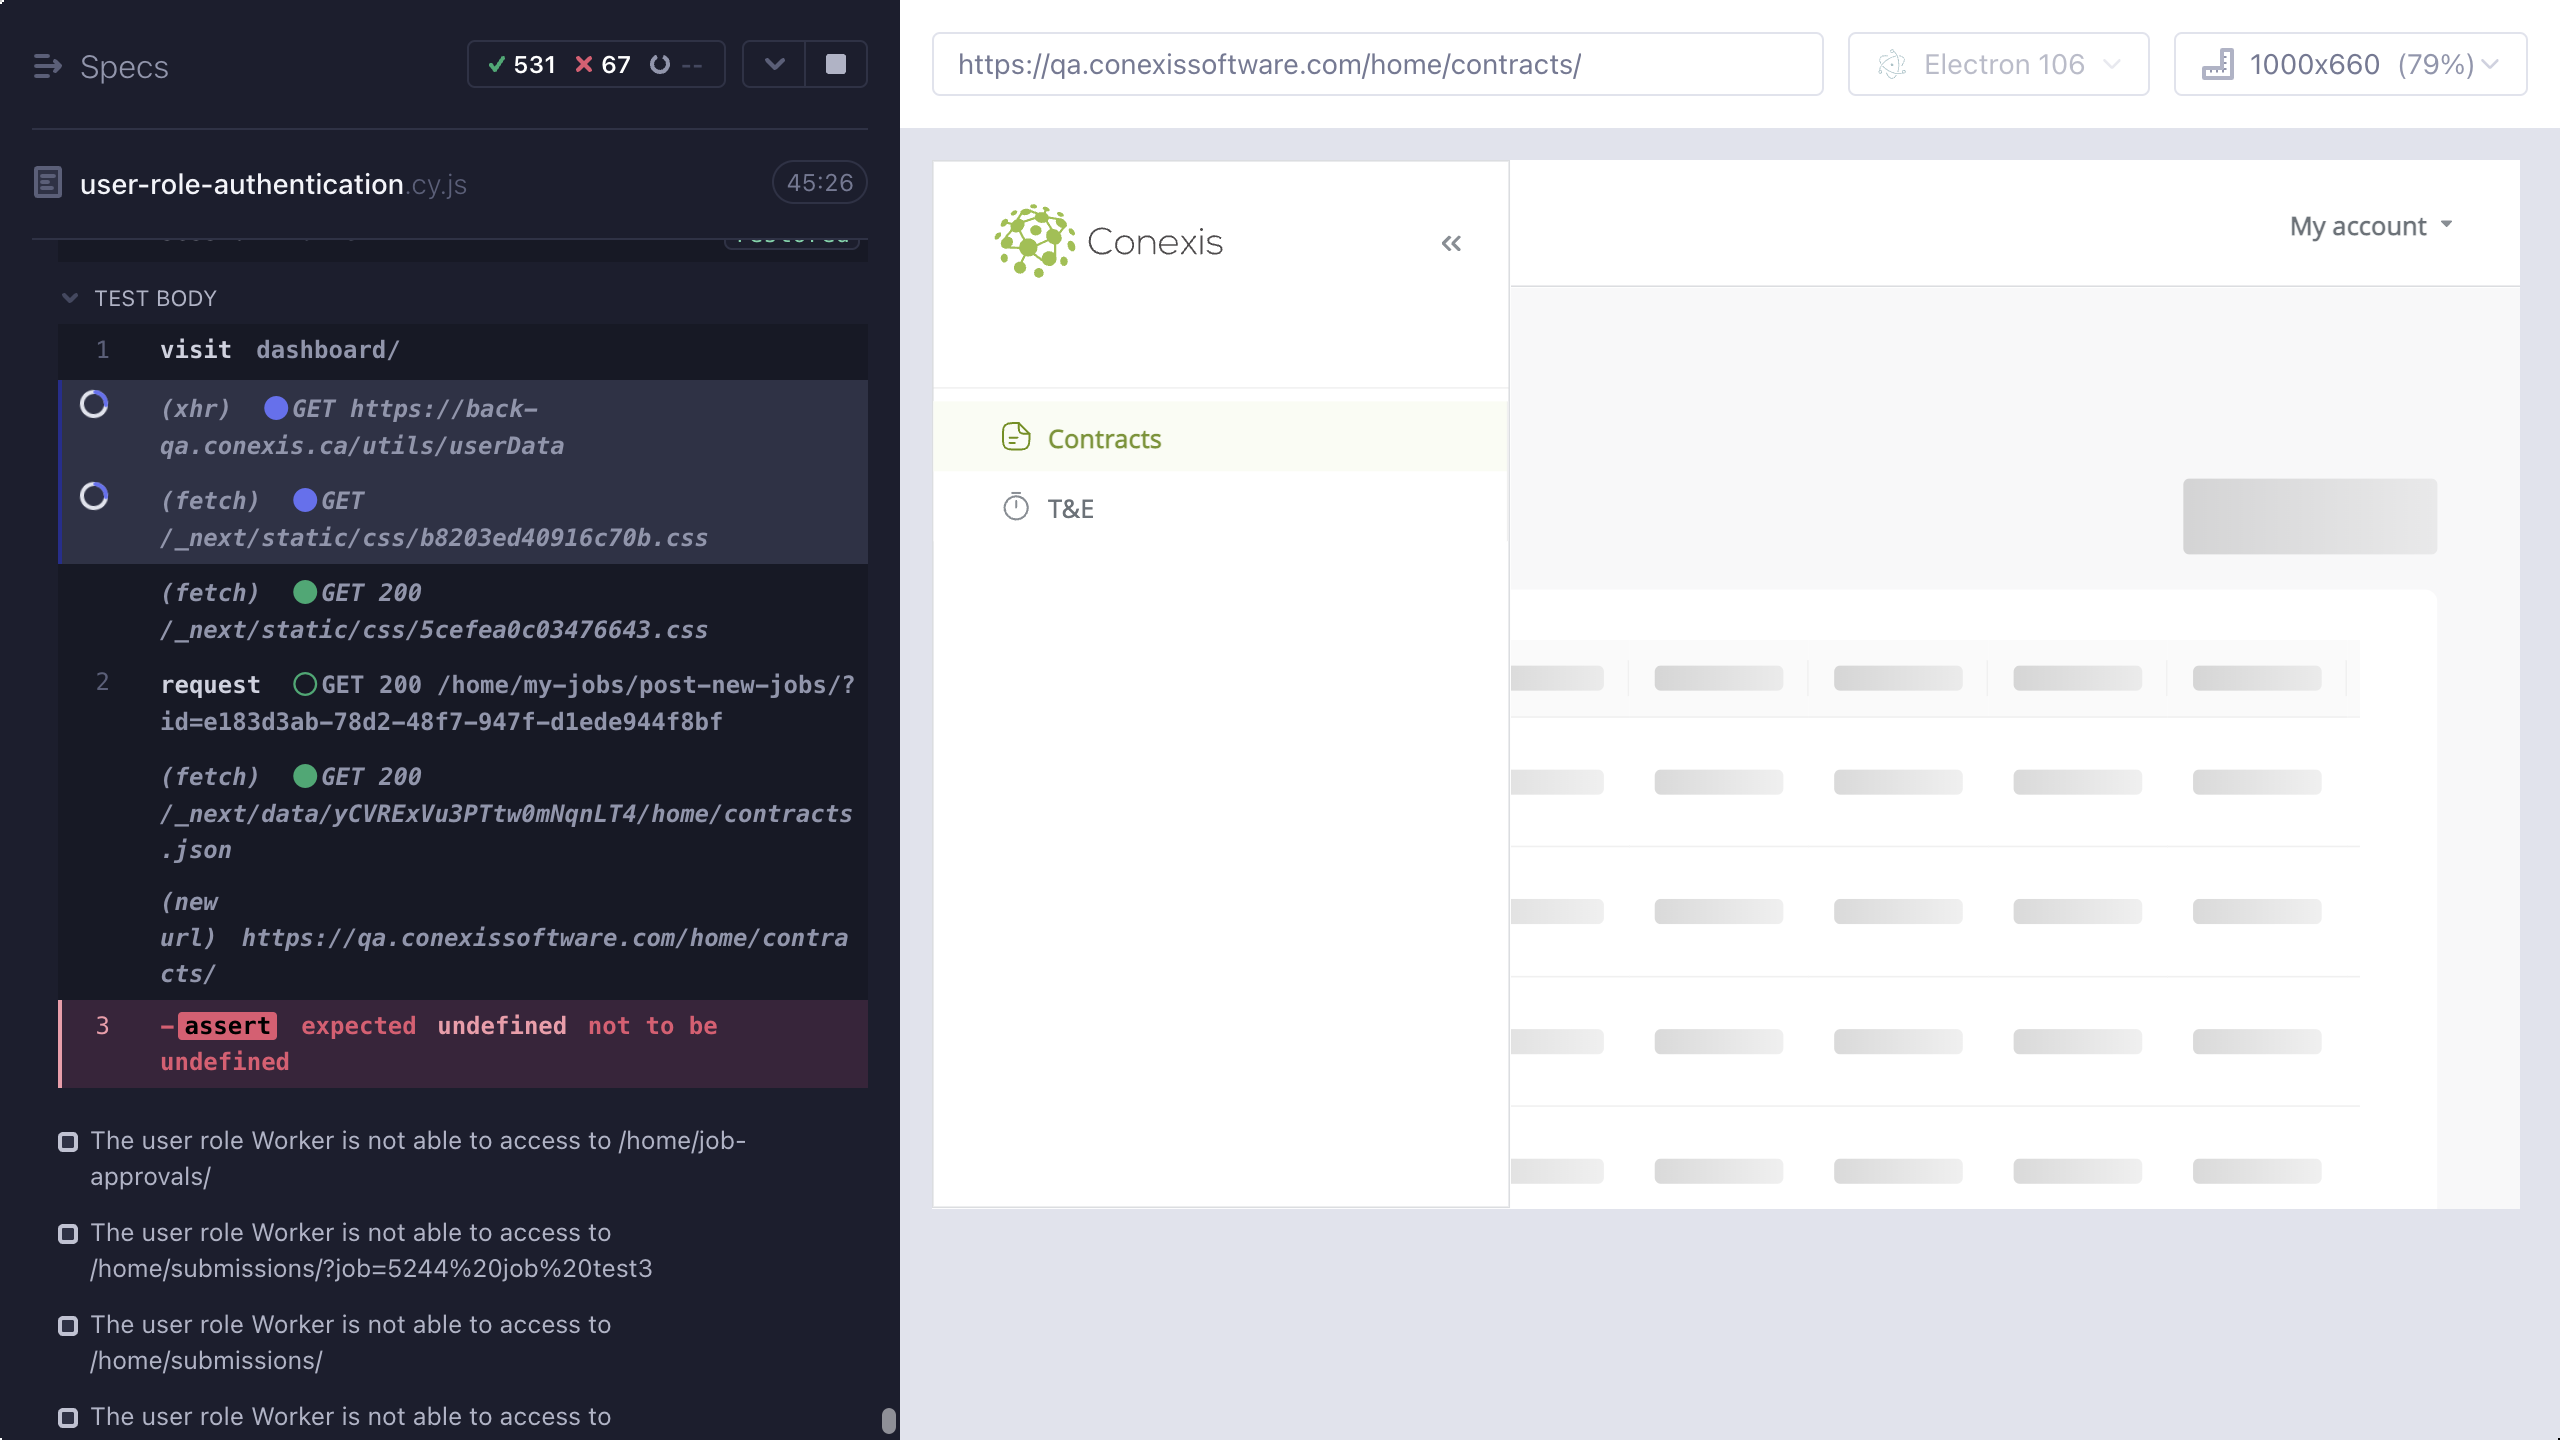 Specs
531 67 --
user-role-authentication.cy.js
45:26
TEST BODY
1 visit dashboard/
(xhr) GET https://back-
qa.conexis.ca/utils/userData
(fetch) GET
/_next/static/css/b8203ed40916c70b.css
(fetch) GET 200
/_next/static/css/5cefea0c03476643.css
2 request GET 200 /home/my-jobs/post-new-jobs/?
id=e183d3ab-78d2-48f7-947f-d1ede944f8bf
(fetch) GET 200
/_next/data/yCVRExVu3PTtw0mNqnLT4/home/contracts
.json
(new
url) https://qa.conexissoftware.com/home/contra
cts/
3 -assert expected undefined not to be
undefined
The user role Worker is not able to access to /home/job-
approvals/
The user role Worker is not able to access to
/home/submissions/?job=5244%20job%20test3
The user role Worker is not able to access to
/home/submissions/
The user role Worker is not able to access to
https://qa.conexissoftware.com/home/contracts/
Electron 106
1000x660 (79%)
Conexis
My account
Contracts
T&E